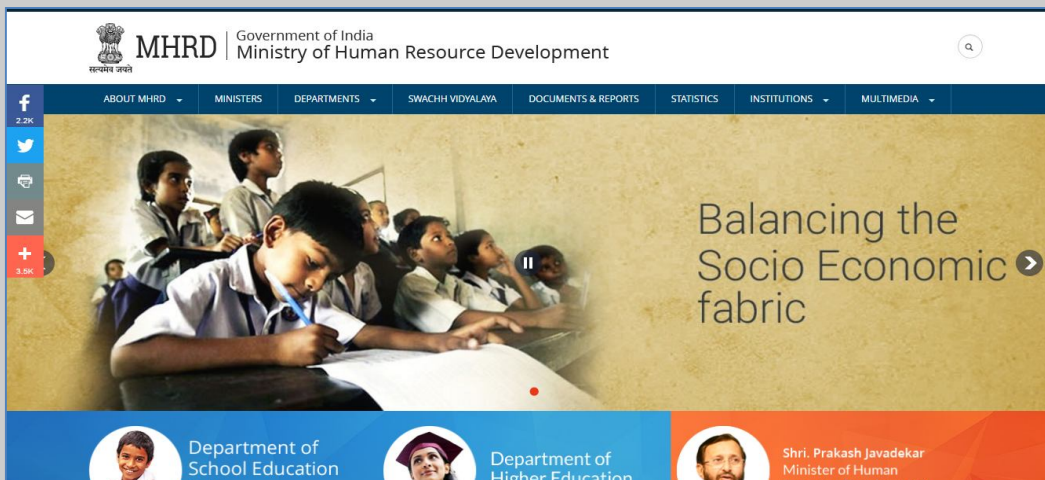 सत्यमेव जयते
MHRD
Government of India
Ministry of Human Resource Development
ABOUT MHRD
MINISTERS
DEPARTMENTS
SWACHH VIDYALAYA
DOCUMENTS & REPORTS
STATISTICS
INSTITUTIONS
MULTIMEDIA
f
2.2K
3.5K
Balancing the
Socio Economic
fabric
Department of
School Education
Department of
Higher Education
Shri. Prakash Javadekar
Minister of Human